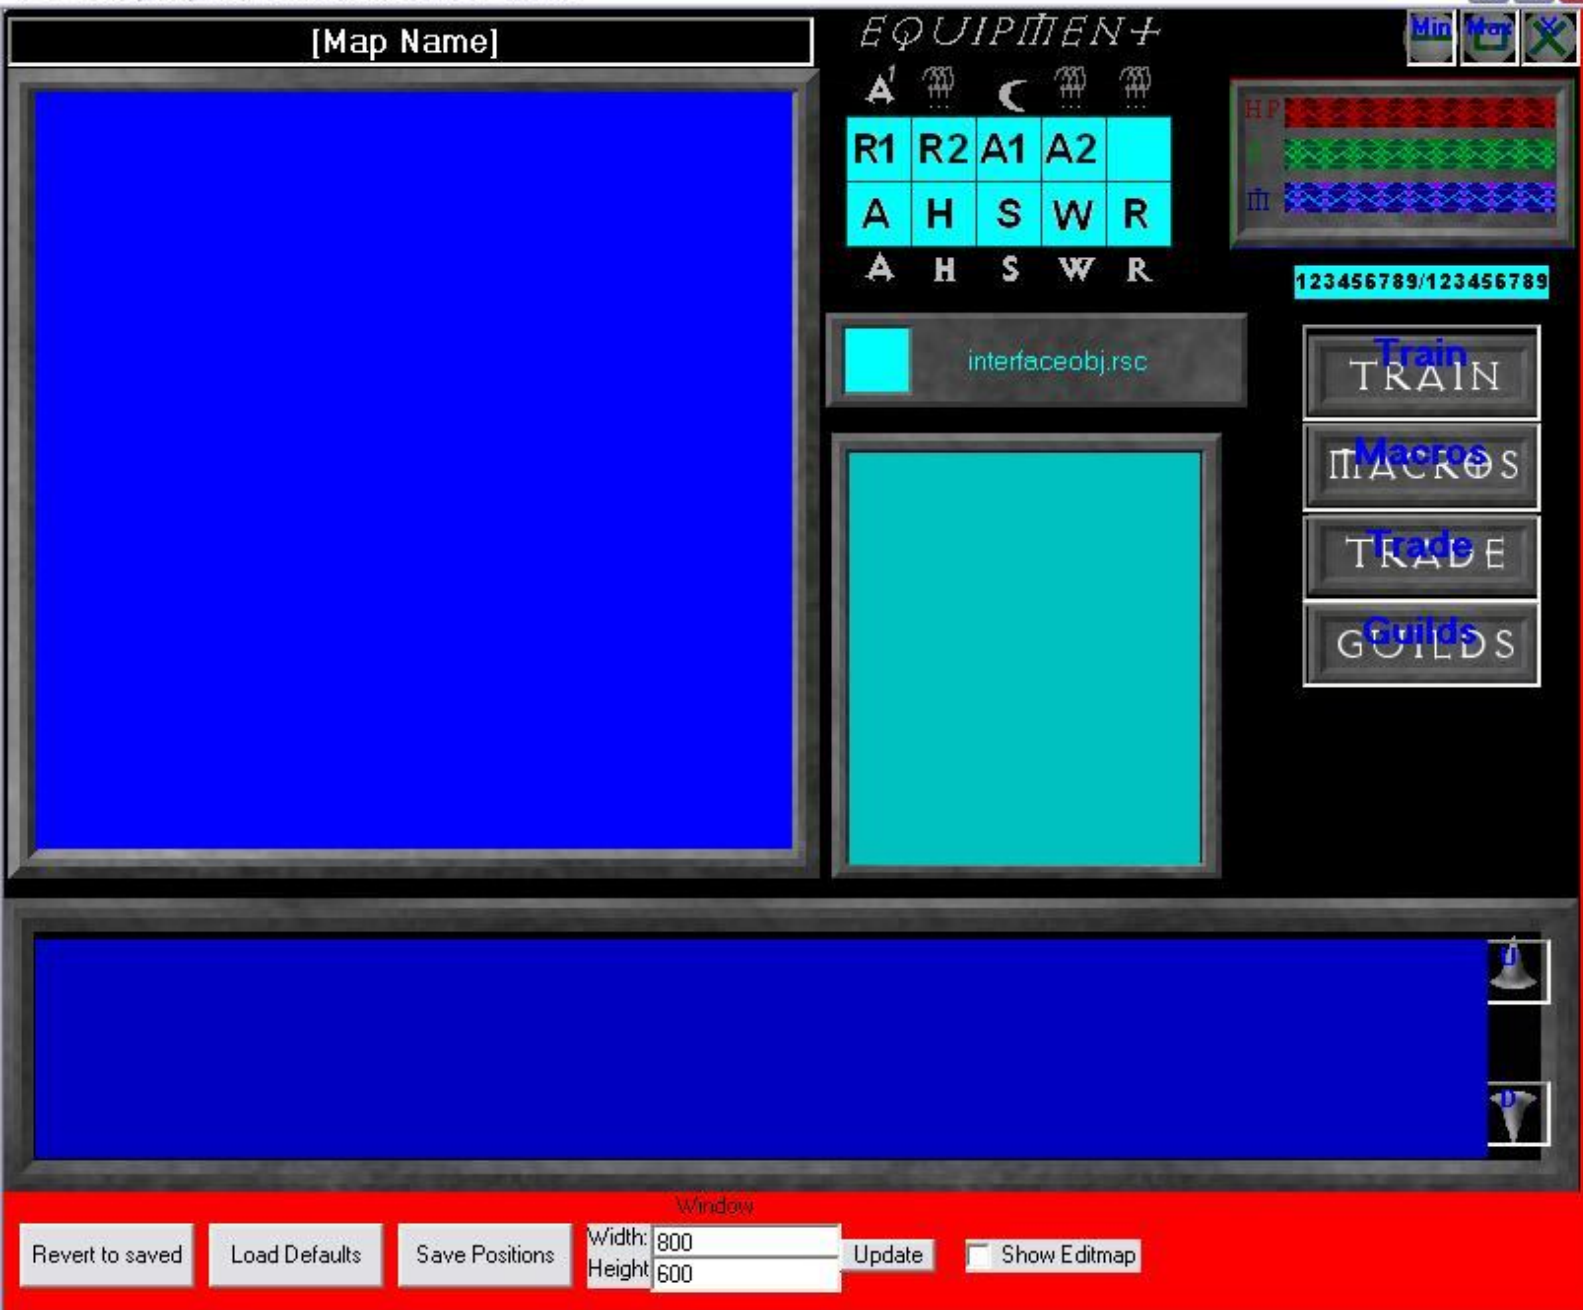 [Map Name]
EQUIPMENT
Min Max X
A1
R1 R2 A1 A2
A H S W R
A H S W R
HP
M
123456789/123456789
interfaceobj.rsc
Train
TRAIN
Macros
MACROS
Trade
TRADE
Guilds
GUILDS
U
D
Window
Revert to saved
Load Defaults
Save Positions
Width: 800
Height 600
Update
Show Editmap